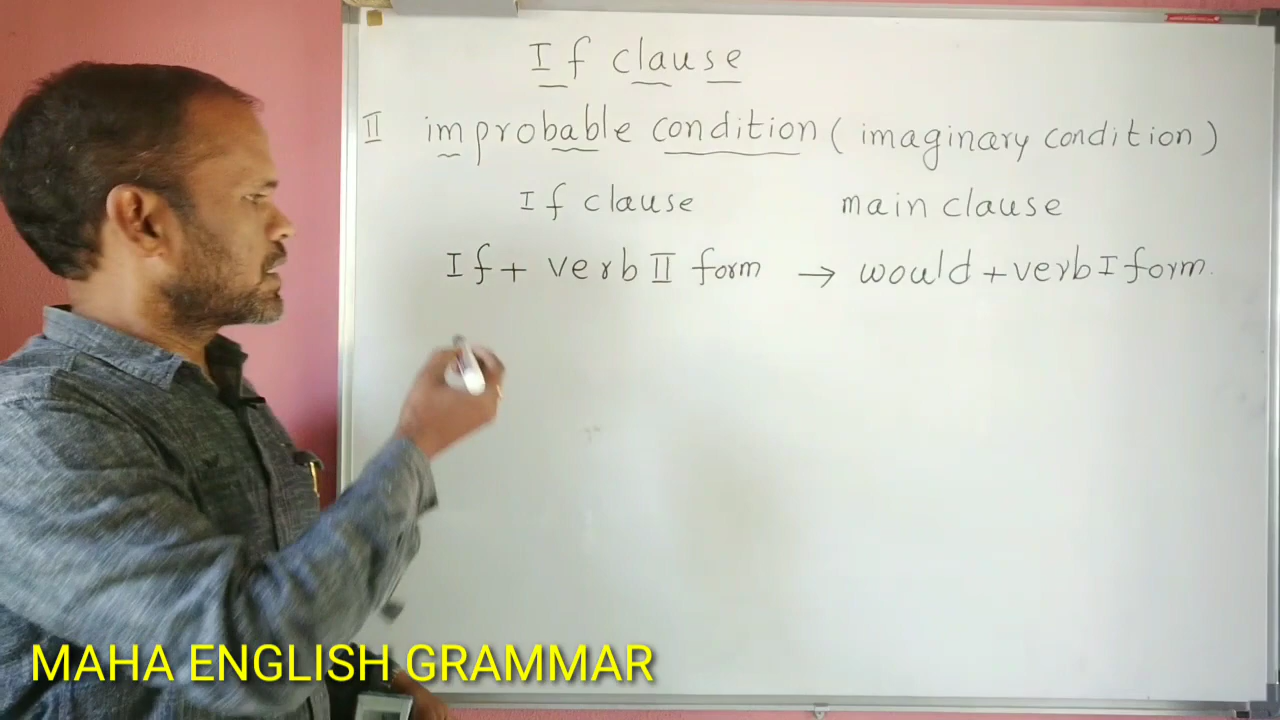 If clause
II improbable condition ( imaginary condition )
If clause main clause
If + verb II form → would + verb I form.
MAHA ENGLISH GRAMMAR